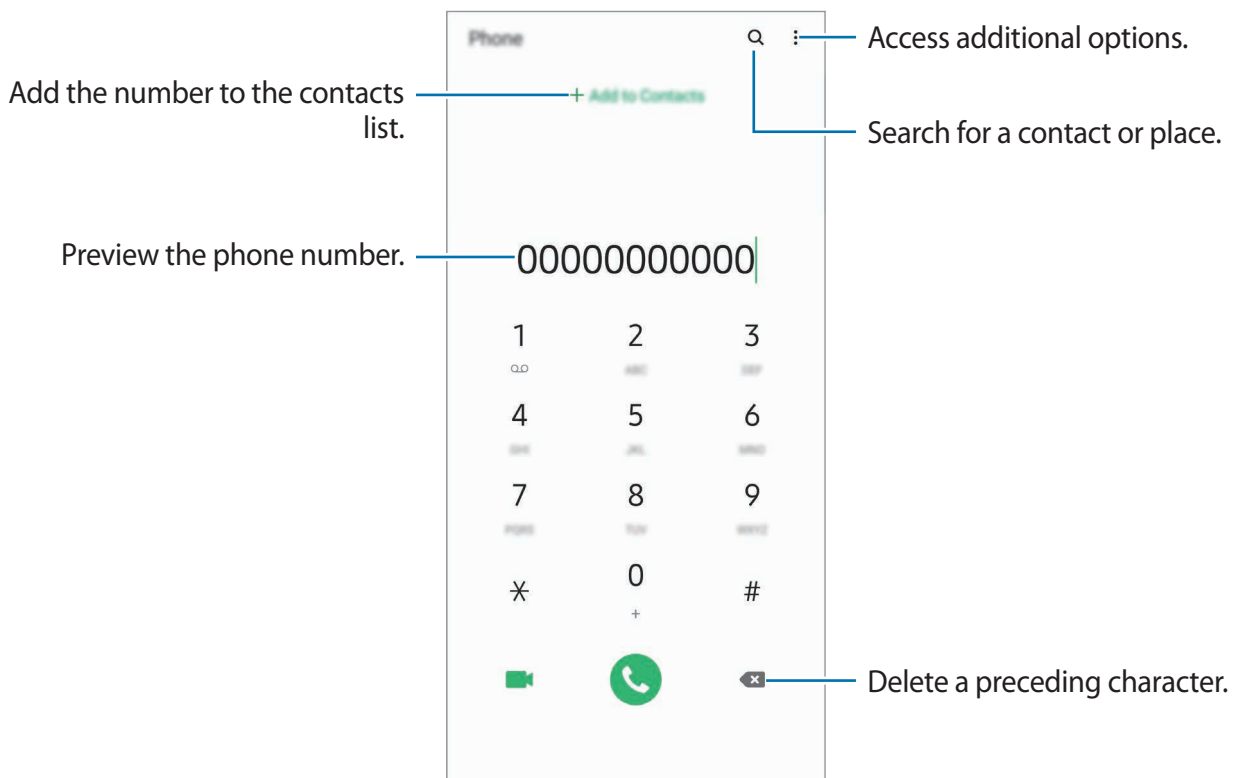 Phone
Access additional options.
Add the number to the contacts
list.
+ Add to Contacts
Search for a contact or place.
Preview the phone number.
00000000000
1 2 3
ABC DEF
4 5 6
GHI JKL MNO
7 8 9
PQRS TUV WXYZ
* 0 #
+
Delete a preceding character.